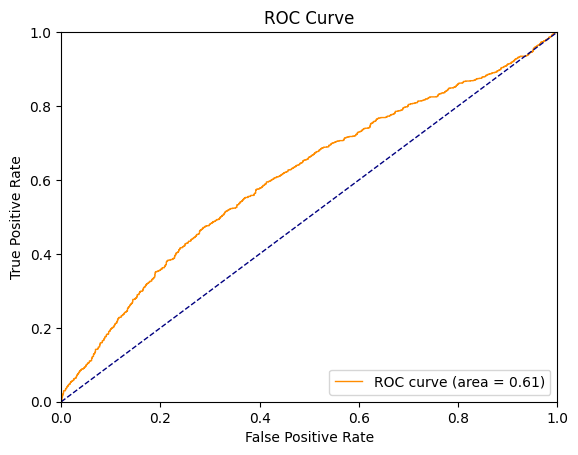 ROC Curve
True Positive Rate
1.0
0.8
0.6
0.4
0.2
0.0
ROC curve (area = 0.61)
0.0 0.2 0.4 0.6 0.8 1.0
False Positive Rate